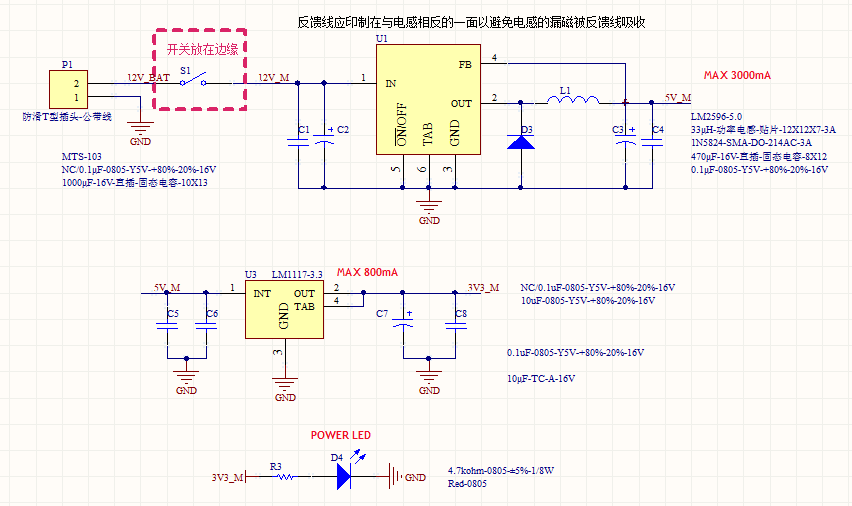 反馈线应印制在与电感相反的一面以避免电感的漏磁被反馈线吸收
开关放在边缘
P1
2
1
12V_BAT
S1
12V_M
防滑T型插头-公带线
GND
MTS-103
NC/0.1μF-0805-Y5V-+80%-20%-16V
1000μF-16V-直插-固态电容-10X13
C1
C2
U1
1
IN
FB
4
OUT
2
ON/OFF
TAB
GND
5
6
3
GND
D3
L1
C3
C4
5V_M
MAX 3000mA
LM2596-5.0
33μH-功率电感-贴片-12X12X7-3A
1N5824-SMA-DO-214AC-3A
470μF-16V-直插-固态电容-8X12
0.1μF-0805-Y5V-+80%-20%-16V
5V_M
C5
C6
GND
1
U3
LM1117-3.3
INT
OUT
TAB
GND
2
4
3
GND
MAX 800mA
C7
C8
GND
3V3_M
NC/0.1uF-0805-Y5V-+80%-20%-16V
10uF-0805-Y5V-+80%-20%-16V
0.1uF-0805-Y5V-+80%-20%-16V
10μF-TC-A-16V
POWER LED
3V3_M
R3
D4
GND
4.7kohm-0805-±5%-1/8W
Red-0805